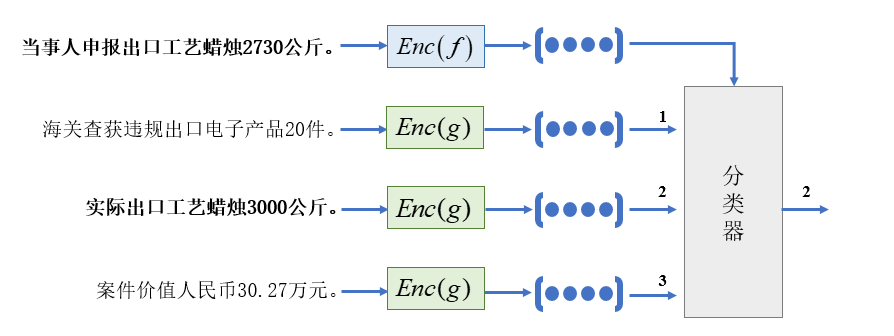 当事人申报出口工艺蜡烛2730公斤。 Enc(f)
海关查获违规出口电子产品20件。 Enc(g) 1
实际出口工艺蜡烛3000公斤。 Enc(g) 2
案件价值人民币30.27万元。 Enc(g) 3
分类器 2